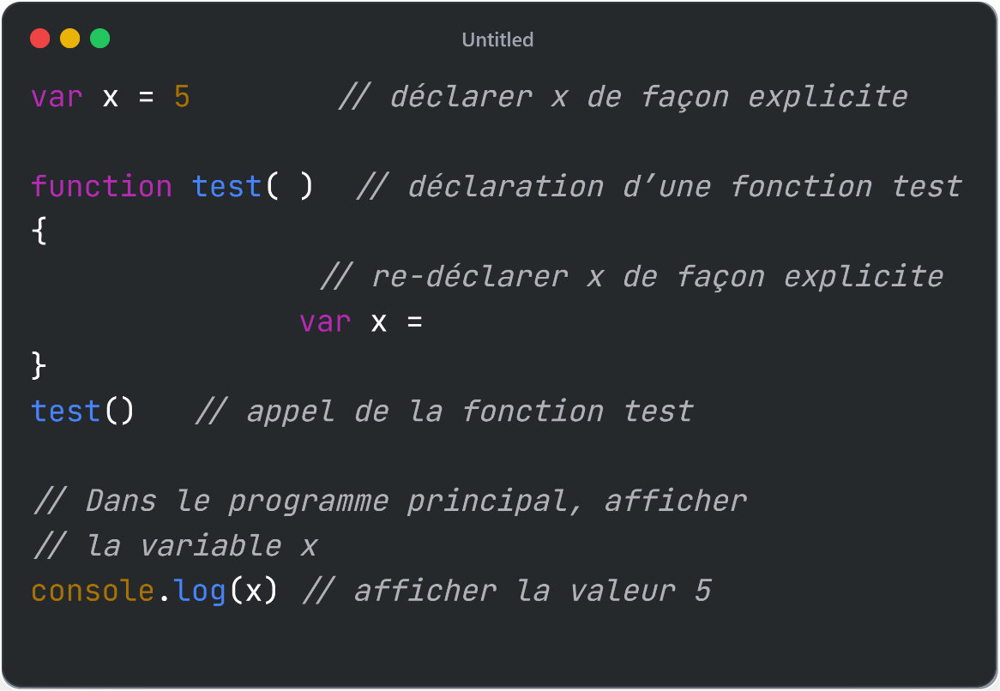 Untitled
var x = 5 // déclarer x de façon explicite
function test( ) // déclaration d’une fonction test
{
// re-déclarer x de façon explicite
var x =
}
test() // appel de la fonction test
// Dans le programme principal, afficher
// la variable x
console.log(x) // afficher la valeur 5